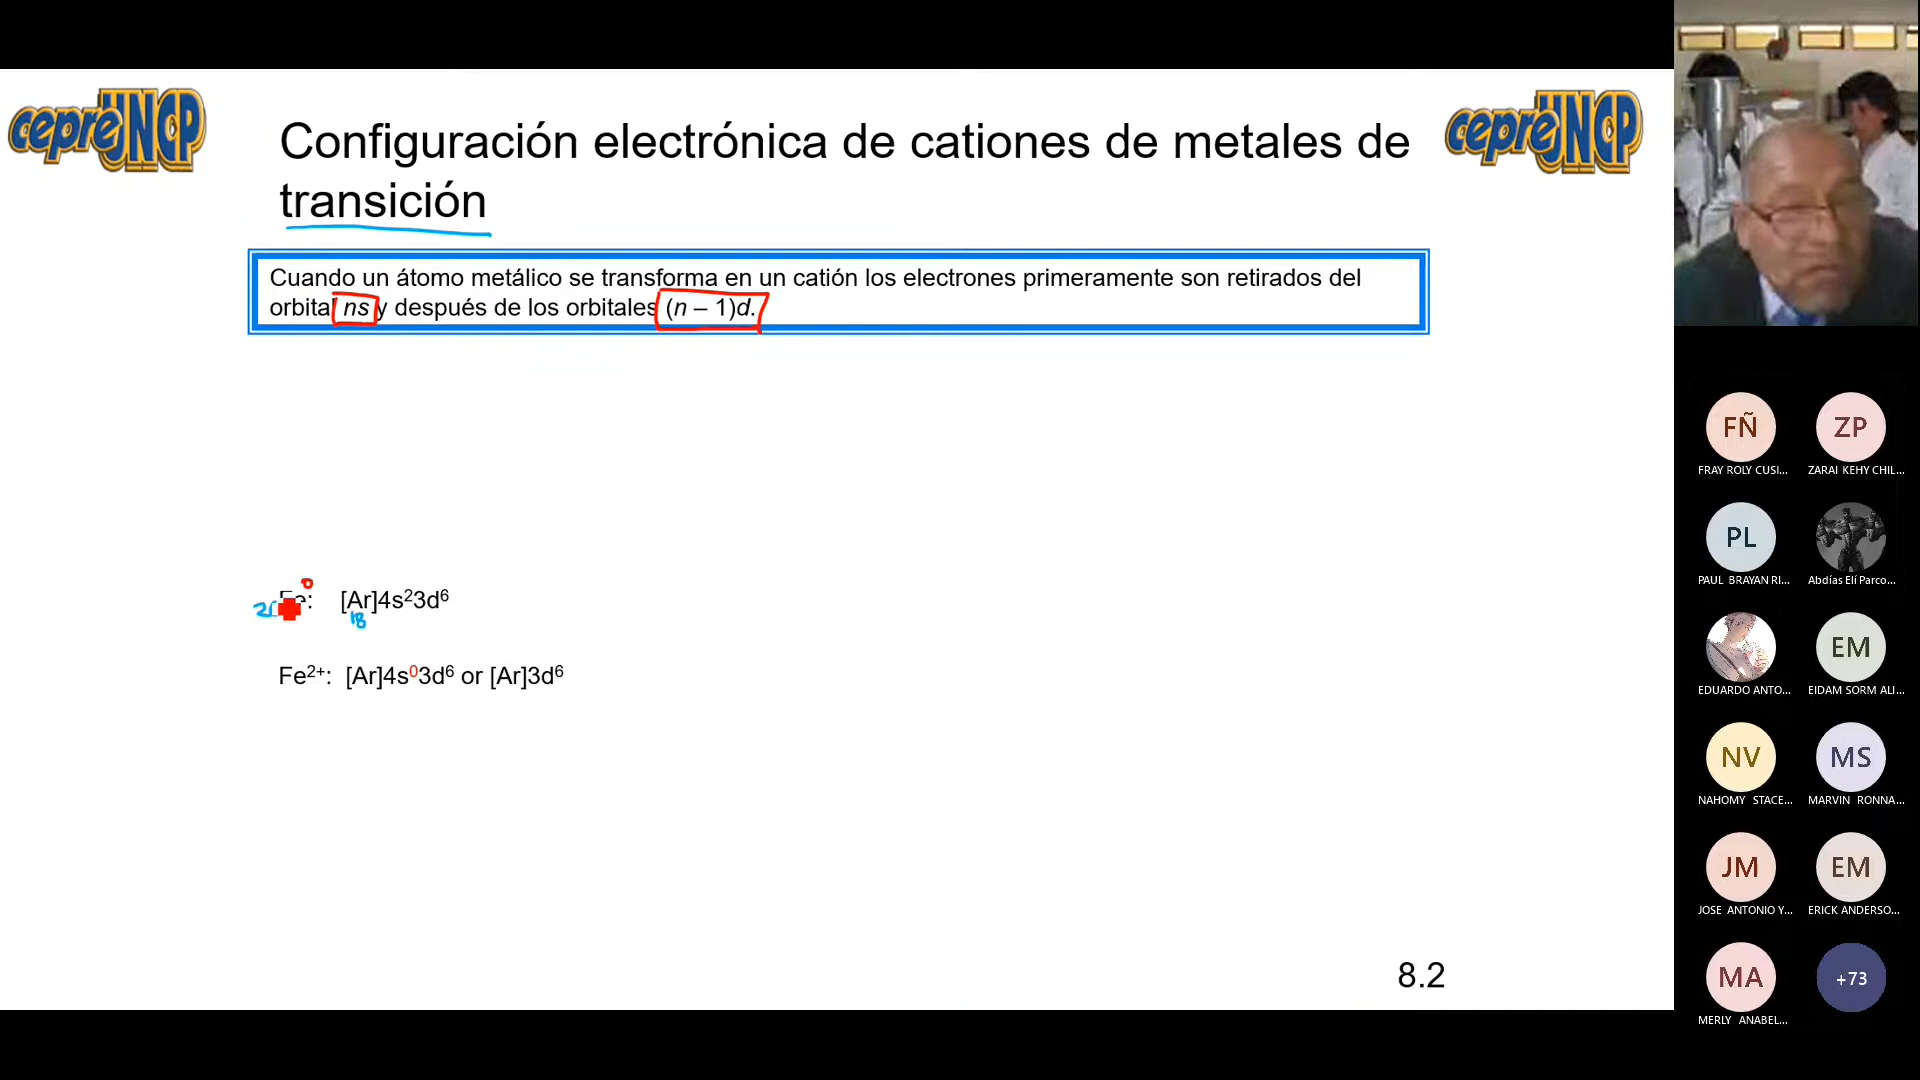 cepreUNCP
cepreUNCP
Configuración electrónica de cationes de metales de
transición
Cuando un átomo metálico se transforma en un catión los electrones primeramente son retirados del
orbital ns y después de los orbitales (n – 1)d.
0
Fe: [Ar]4s²3d⁶
18
Fe²⁺: [Ar]4s⁰3d⁶ or [Ar]3d⁶
8.2
FÑ
FRAY ROLY CUSI...
ZP
ZARAI KEHY CHIL...
PL
PAUL BRAYAN RI...
Abdías Elí Parco...
EDUARDO ANTO...
EM
EIDAM SORM ALI...
NV
NAHOMY STACE...
MS
MARVIN RONNA...
JM
JOSE ANTONIO Y...
EM
ERICK ANDERSO...
MA
MERLY ANABEL...
+73